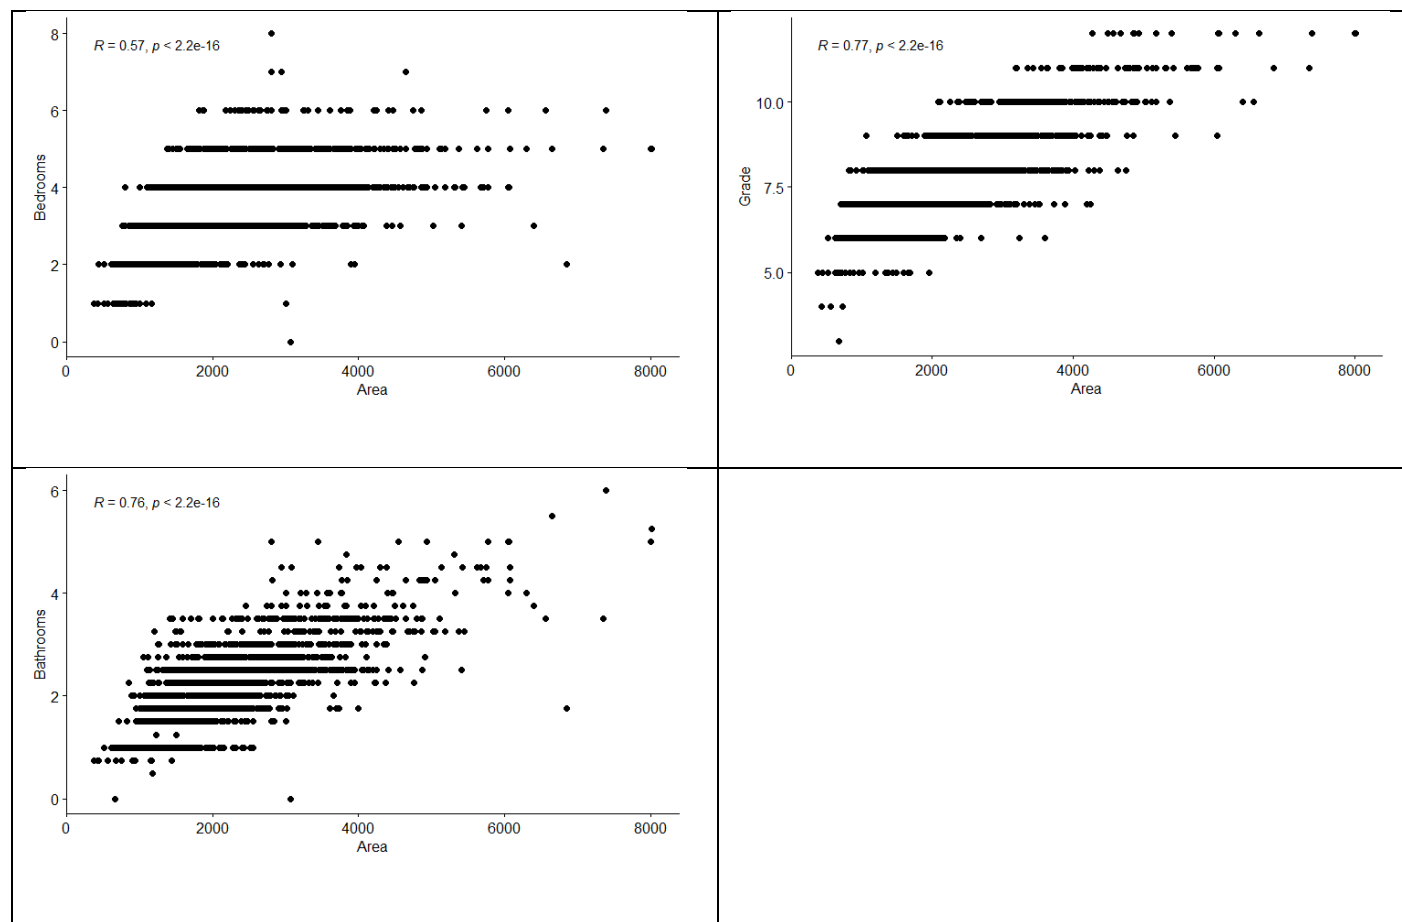 R = 0.57, p < 2.2e-16
8
6
4
2
0
Bedrooms
0 2000 4000 6000 8000
Area
R = 0.77, p < 2.2e-16
10.0
7.5
5.0
Grade
0 2000 4000 6000 8000
Area
R = 0.76, p < 2.2e-16
6
4
2
0
Bathrooms
0 2000 4000 6000 8000
Area